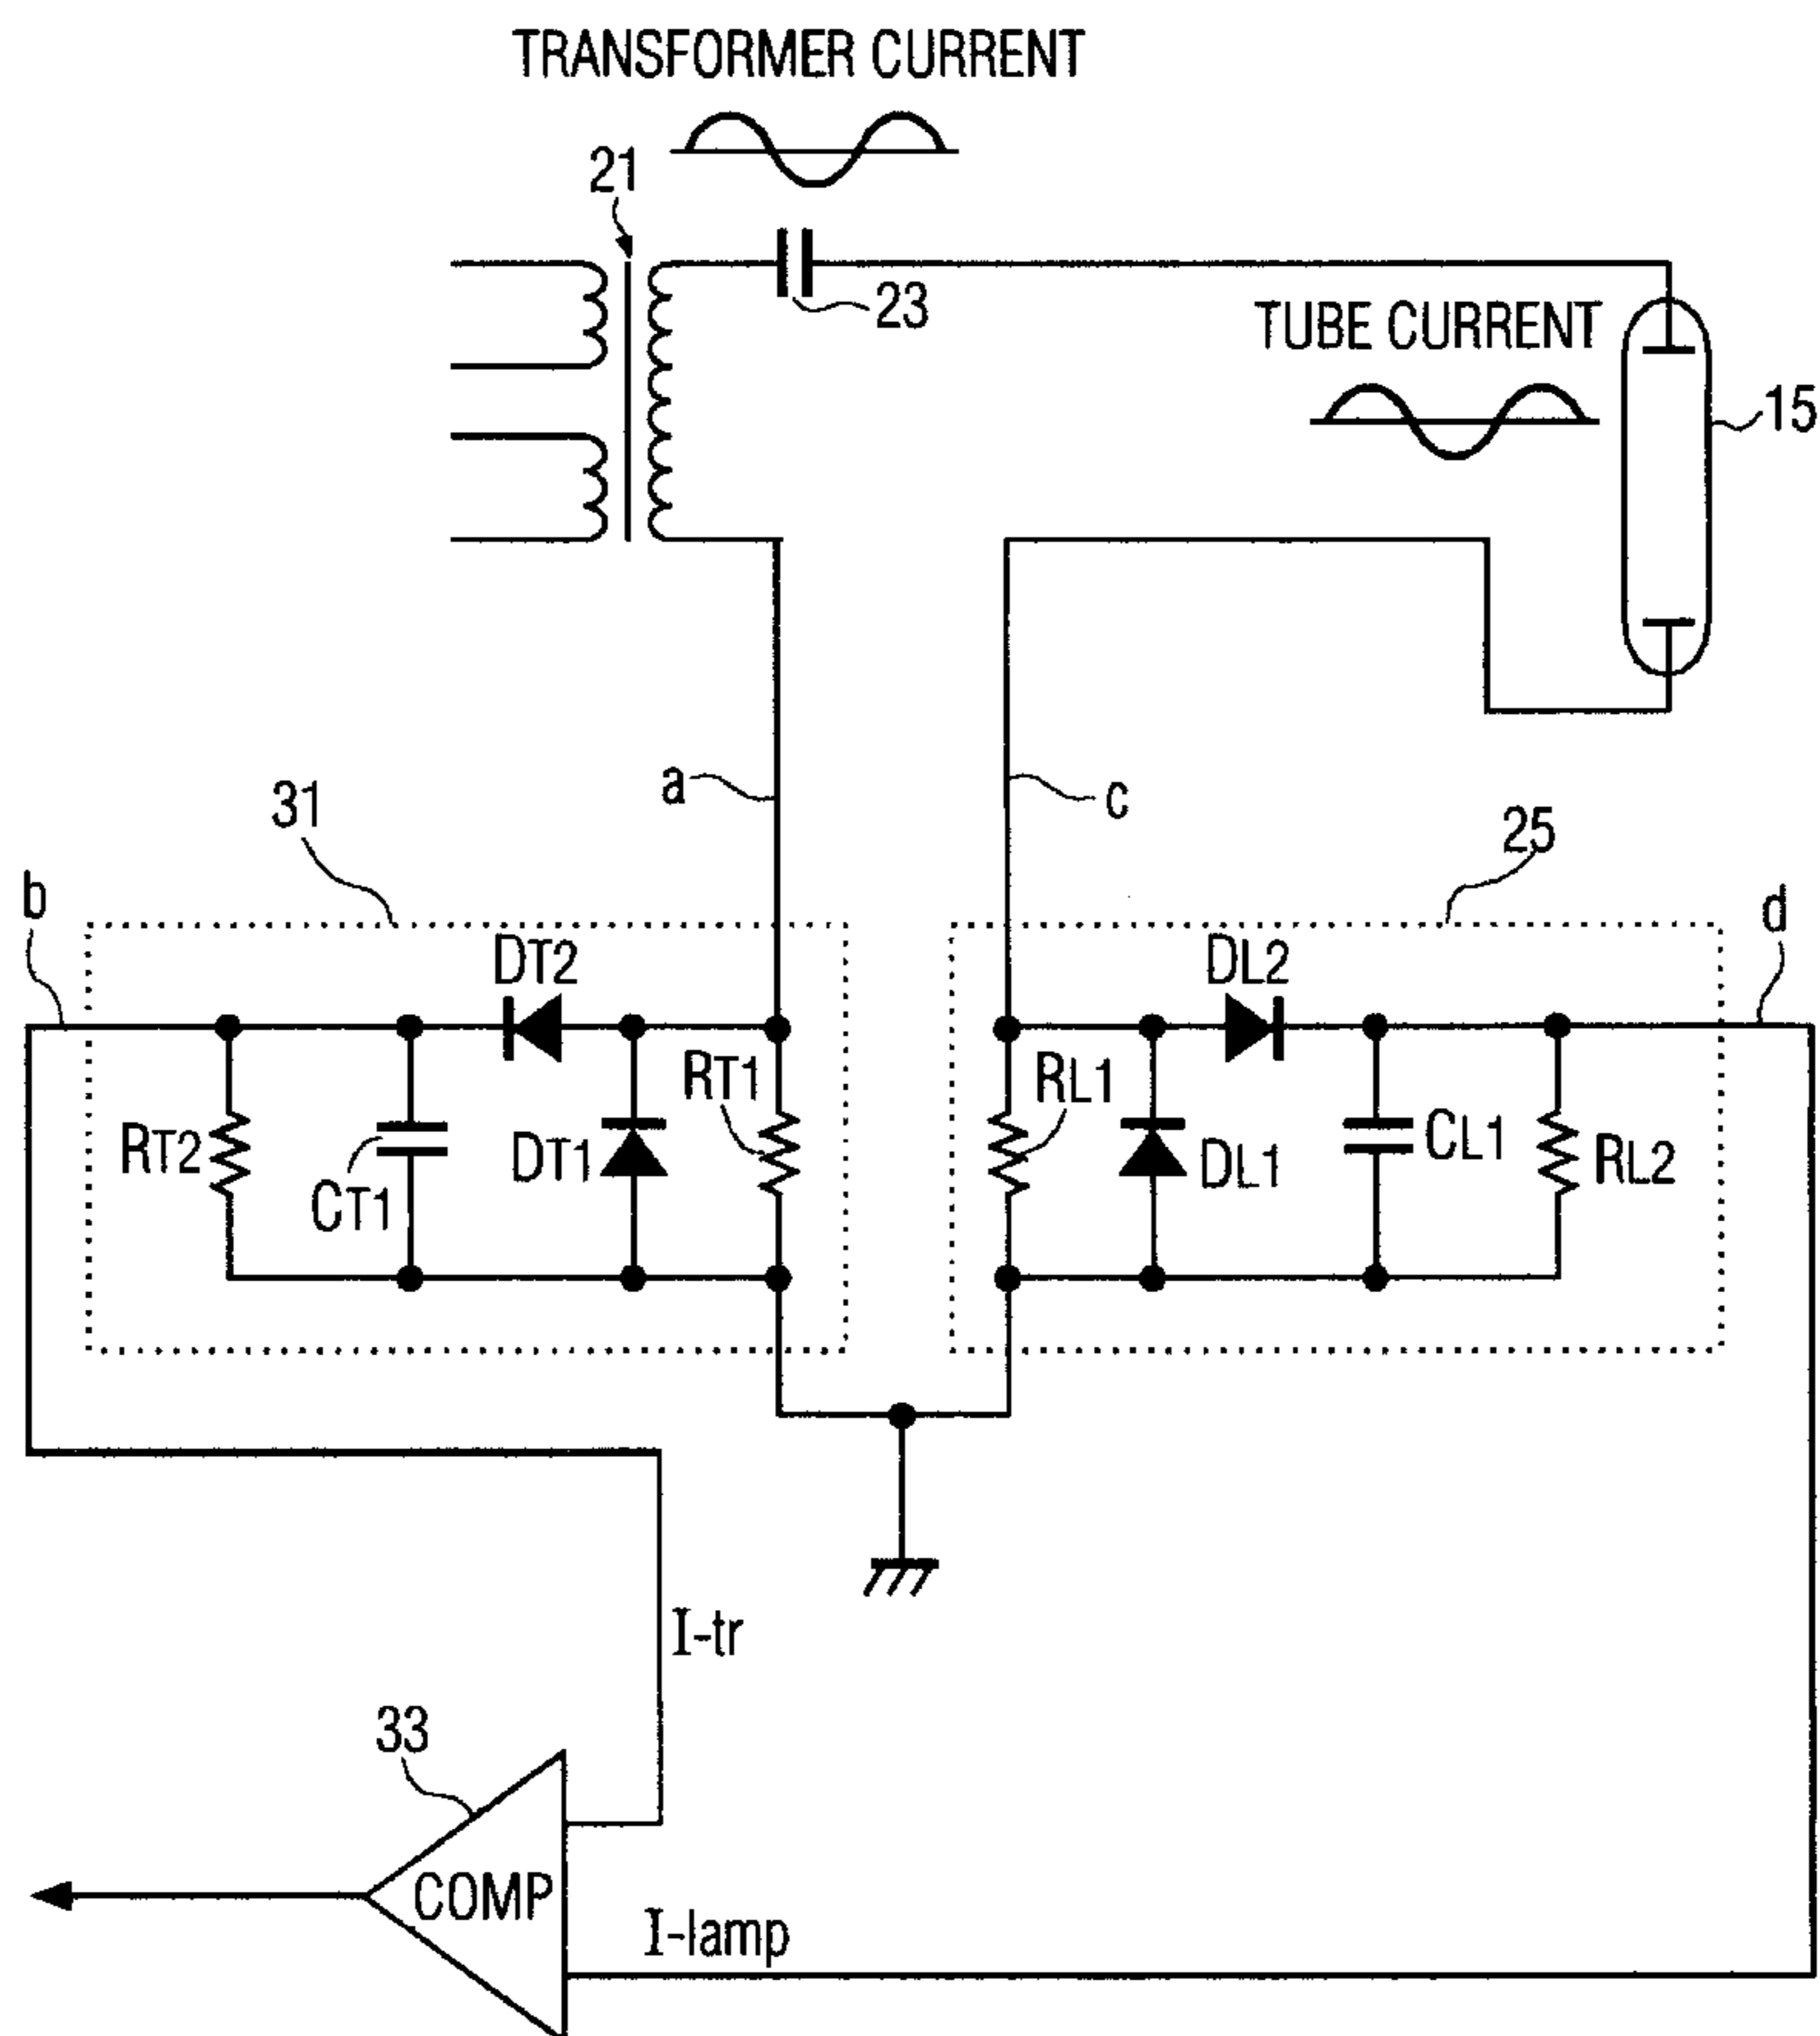 TRANSFORMER CURRENT
21
23
TUBE CURRENT
15
a
c
31
25
b
d
DT2
DL2
RT1
RL1
RT2
CT1
DT1
DL1
CL1
RL2
I-tr
33
COMP
I-lamp